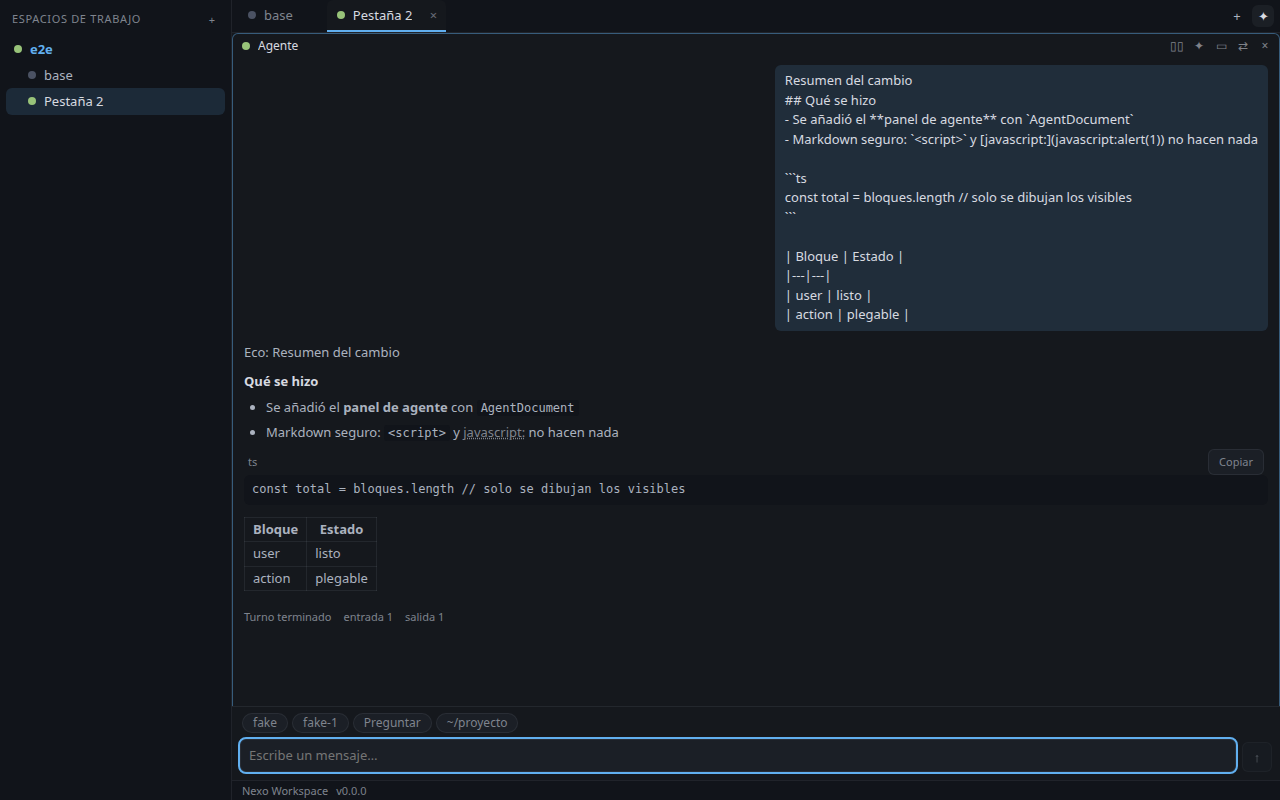 ESPACIOS DE TRABAJO +
e2e
base
Pestaña 2
base
Pestaña 2 ×
+ ✦
Agente
Resumen del cambio
## Qué se hizo
- Se añadió el **panel de agente** con `AgentDocument`
- Markdown seguro: `<script>` y [javascript:](javascript:alert(1)) no hacen nada
```ts
const total = bloques.length // solo se dibujan los visibles
```
| Bloque | Estado |
|---|---|
| user | listo |
| action | plegable |
Eco: Resumen del cambio
Qué se hizo
• Se añadió el panel de agente con AgentDocument
• Markdown seguro: <script> y javascript: no hacen nada
ts
Copiar
const total = bloques.length // solo se dibujan los visibles
Bloque Estado
user listo
action plegable
Turno terminado entrada 1 salida 1
fake fake-1 Preguntar ~/proyecto
Escribe un mensaje...
↑
Nexo Workspace v0.0.0